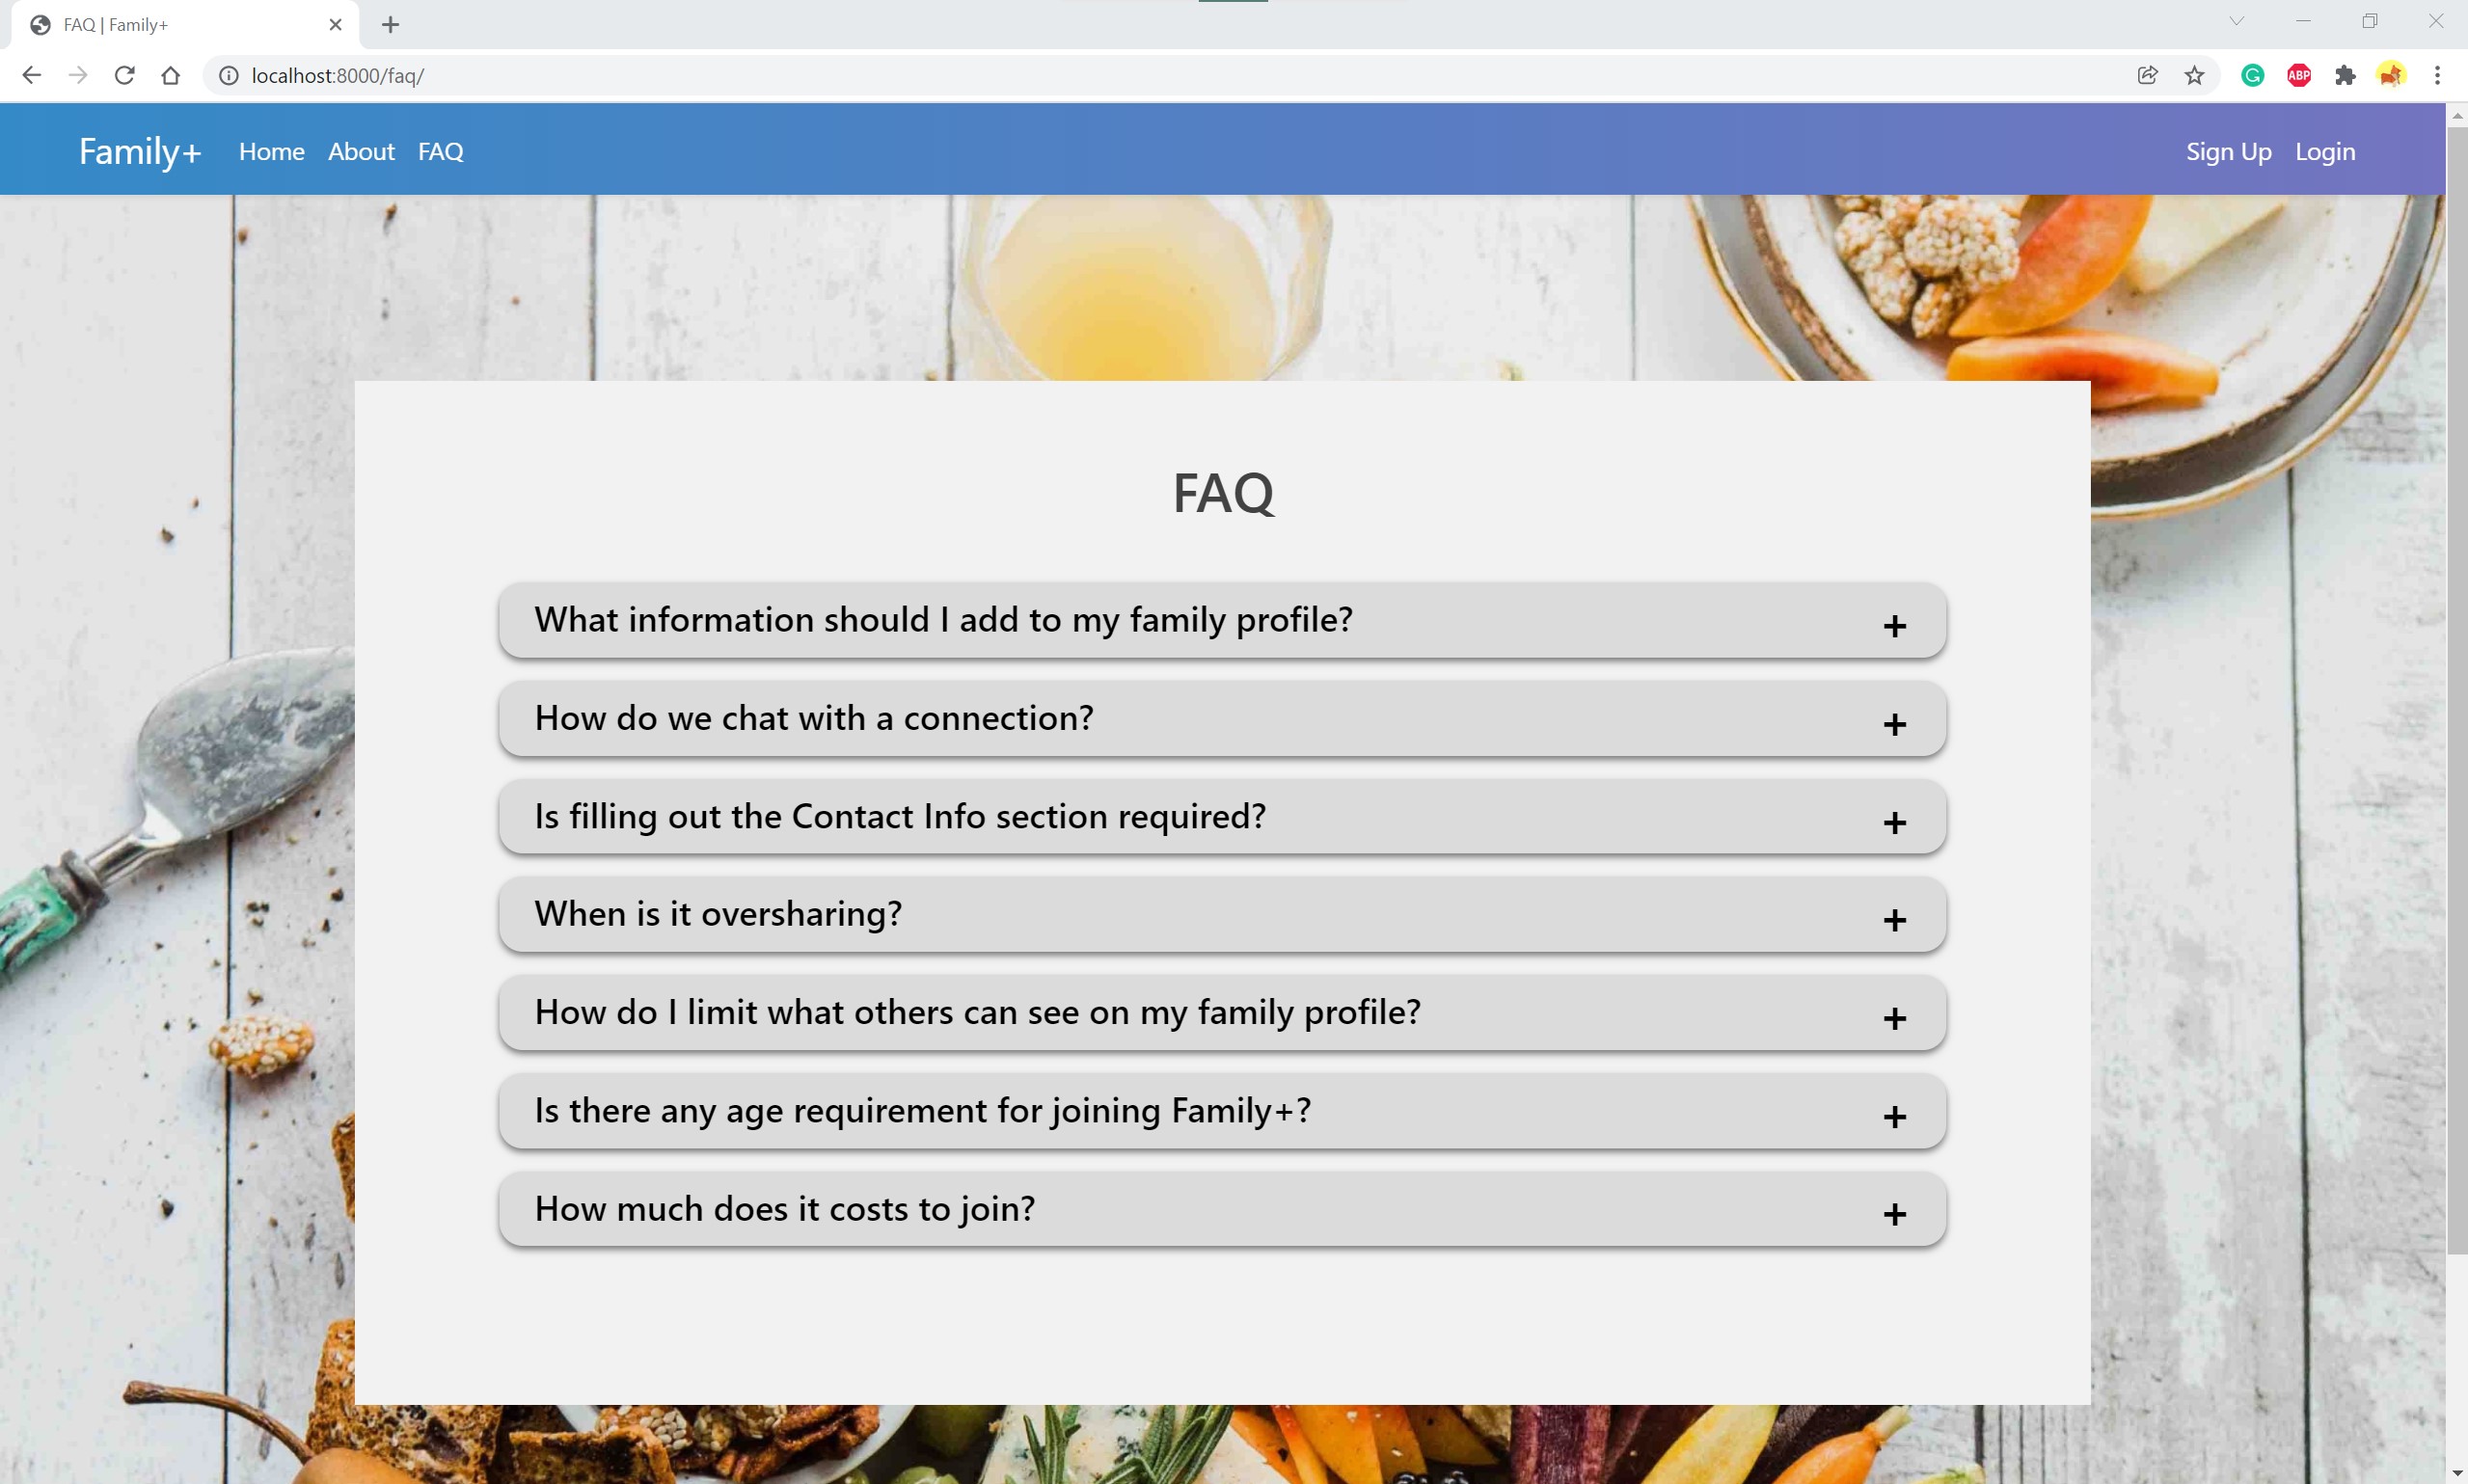 FAQ | Family+
localhost:8000/faq/
ABP
Family+ Home About FAQ Sign Up Login
FAQ
What information should I add to my family profile? +
How do we chat with a connection? +
Is filling out the Contact Info section required? +
When is it oversharing? +
How do I limit what others can see on my family profile? +
Is there any age requirement for joining Family+? +
How much does it costs to join? +